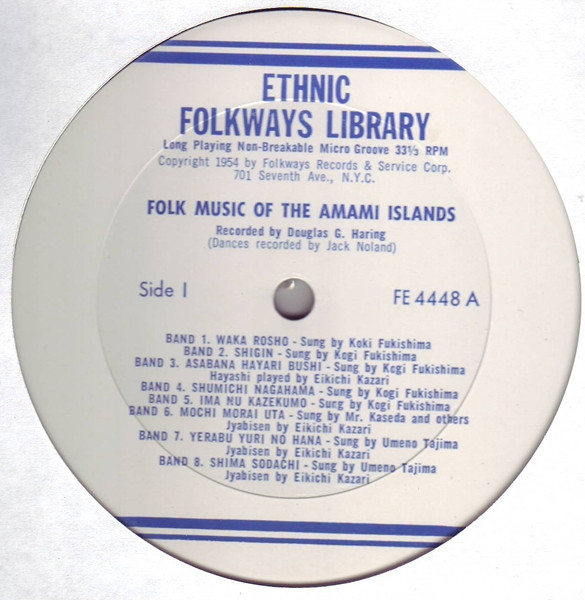 ETHNIC
FOLKWAYS LIBRARY
Long Playing Non-Breakable Micro Groove 33⅓ RPM
Copyright 1954 by Folkways Records & Service Corp.
701 Seventh Ave., N.Y.C.
FOLK MUSIC OF THE AMAMI ISLANDS
Recorded by Douglas G. Haring
(Dances recorded by Jack Noland)
Side I
FE 4448 A
BAND 1. WAKA ROSHO - Sung by Koki Fukishima
BAND 2. SHIGIN - Sung by Kogi Fukishima
BAND 3. ASABANA HAYARI BUSHI - Sung by Kogi Fukishima
Hayashi played by Eikichi Kazari
BAND 4. SHUMICHI NAGAHAMA - Sung by Kogi Fukishima
BAND 5. IMA NU KAZEKUMO - Sung by Kogi Fukishima
BAND 6. MOCHI MORAI UTA - Sung by Mr. Kaseda and others
Jyabisen by Eikichi Kazari
BAND 7. YERABU YURI NO HANA - Sung by Umeno Tajima
Jyabisen by Eikichi Kazari
BAND 8. SHIMA SODACHI - Sung by Umeno Tajima
Jyabisen by Eikichi Kazari